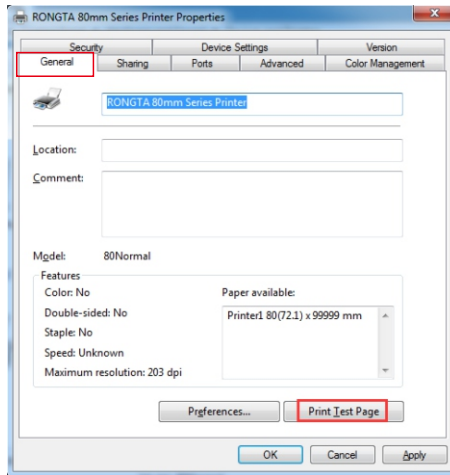 RONGTA 80mm Series Printer Properties
Security Device Settings Version
General Sharing Ports Advanced Color Management
RONGTA 80mm Series Printer
Location:
Comment:
Model: 80Normal
Features
Color: No Paper available:
Double-sided: No Printer1 80(72.1) x 99999 mm
Staple: No
Speed: Unknown
Maximum resolution: 203 dpi
Preferences... Print Test Page
OK Cancel Apply